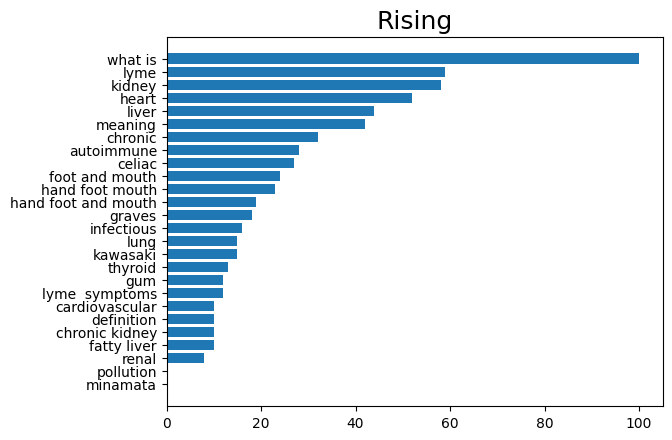 Rising
what is
lyme
kidney
heart
liver
meaning
chronic
autoimmune
celiac
foot and mouth
hand foot mouth
hand foot and mouth
graves
infectious
lung
kawasaki
thyroid
gum
lyme  symptoms
cardiovascular
definition
chronic kidney
fatty liver
renal
pollution
minamata
0 20 40 60 80 100